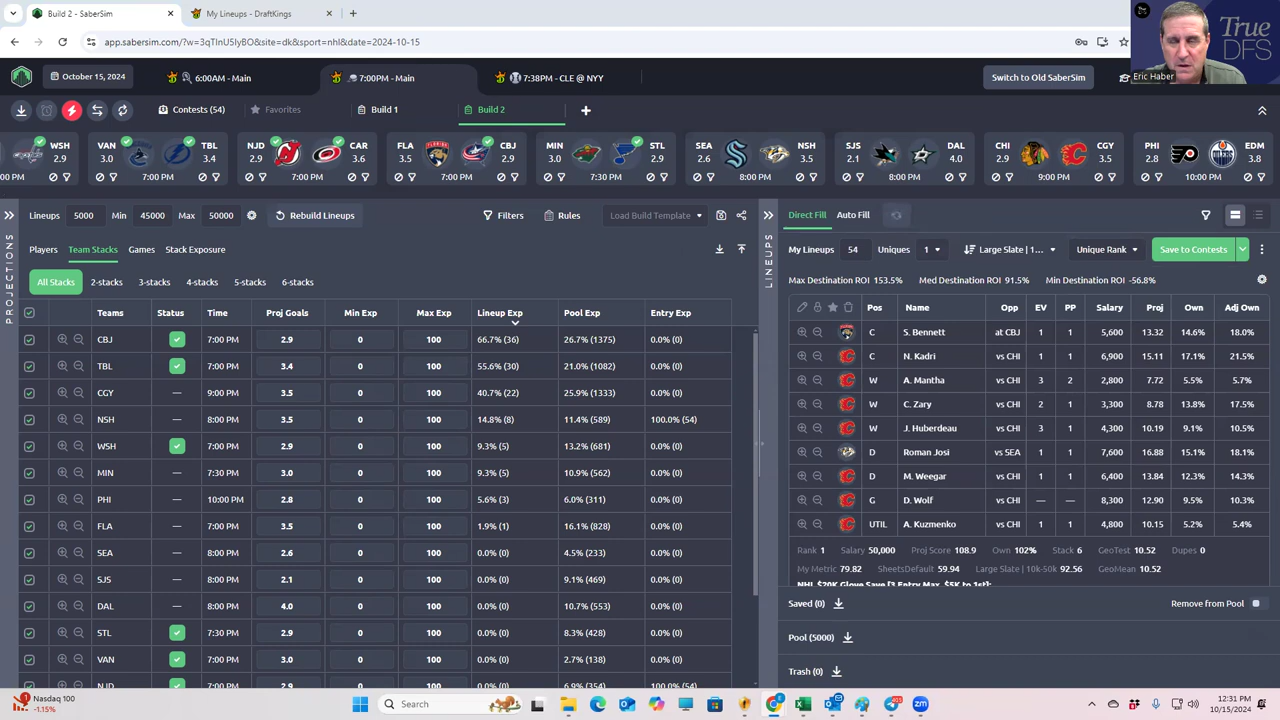 Build 2 - SaberSim
My Lineups - DraftKings
app.sabersim.com/?w=3qTlnU5lyBO&site=dk&sport=nhl&date=2024-10-15
True
DFS
Eric Haber
October 15, 2024
6:00AM - Main
7:00PM - Main
7:38PM - CLE @ NYY
Switch to Old SaberSim
Contests (54)
Favorites
Build 1
Build 2
WSH 2.9
VAN 3.0 TBL 3.4 7:00 PM
NJD 2.9 CAR 3.6 7:00 PM
FLA 3.5 CBJ 2.9 7:00 PM
MIN 3.0 STL 2.9 7:30 PM
SEA 2.6 NSH 3.5 8:00 PM
SJS 2.1 DAL 4.0 8:00 PM
CHI 2.9 CGY 3.5 9:00 PM
PHI 2.8 EDM 3.8 10:00 PM
Lineups 5000 Min 45000 Max 50000 Rebuild Lineups Filters Rules Load Build Template
Players Team Stacks Games Stack Exposure
All Stacks 2-stacks 3-stacks 4-stacks 5-stacks 6-stacks
PROJECTIONS
Teams Status Time Proj Goals Min Exp Max Exp Lineup Exp Pool Exp Entry Exp
CBJ 7:00 PM 2.9 0 100 66.7% (36) 26.7% (1375) 0.0% (0)
TBL 7:00 PM 3.4 0 100 55.6% (30) 21.0% (1082) 0.0% (0)
CGY — 9:00 PM 3.5 0 100 40.7% (22) 25.9% (1333) 0.0% (0)
NSH — 8:00 PM 3.5 0 100 14.8% (8) 11.4% (589) 100.0% (54)
WSH 7:00 PM 2.9 0 100 9.3% (5) 13.2% (681) 0.0% (0)
MIN — 7:30 PM 3.0 0 100 9.3% (5) 10.9% (562) 0.0% (0)
PHI — 10:00 PM 2.8 0 100 5.6% (3) 6.0% (311) 0.0% (0)
FLA — 7:00 PM 3.5 0 100 1.9% (1) 16.1% (828) 0.0% (0)
SEA — 8:00 PM 2.6 0 100 0.0% (0) 4.5% (233) 0.0% (0)
SJS — 8:00 PM 2.1 0 100 0.0% (0) 9.1% (469) 0.0% (0)
DAL — 8:00 PM 4.0 0 100 0.0% (0) 10.7% (553) 0.0% (0)
STL 7:30 PM 2.9 0 100 0.0% (0) 8.3% (428) 0.0% (0)
VAN 7:00 PM 3.0 0 100 0.0% (0) 2.7% (138) 0.0% (0)
NJD 7:00 PM 2.9 0 100 0.0% (0) 6.9% (354) 100.0% (54)
LINEUPS
Direct Fill Auto Fill
My Lineups 54 Uniques 1 Large Slate | 1... Unique Rank Save to Contests
Max Destination ROI 153.5% Med Destination ROI 91.5% Min Destination ROI -56.8%
Pos Name Opp EV PP Salary Proj Own Adj Own
C S. Bennett at CBJ 1 1 5,600 13.32 14.6% 18.0%
C N. Kadri vs CHI 1 1 6,900 15.11 17.1% 21.5%
W A. Mantha vs CHI 3 2 2,800 7.72 5.5% 5.7%
W C. Zary vs CHI 2 1 3,300 8.78 13.8% 17.5%
W J. Huberdeau vs CHI 3 1 4,300 10.19 9.1% 10.5%
D Roman Josi vs SEA 1 1 7,600 16.88 15.1% 18.1%
D M. Weegar vs CHI 1 1 6,400 13.84 12.3% 14.3%
G D. Wolf vs CHI — — 8,300 12.90 9.5% 10.3%
UTIL A. Kuzmenko vs CHI 1 1 4,800 10.15 5.2% 5.4%
Rank 1 Salary 50,000 Proj Score 108.9 Own 102% Stack 6 GeoTest 10.52 Dupes 0
My Metric 79.82 SheetsDefault 59.94 Large Slate | 10k-50k 92.56 GeoMean 10.52
NHL $20K Glove Save [3 Entry Max, $5K to 1st]:
Saved (0) Remove from Pool
Pool (5000)
Trash (0)
1
Nasdaq 100
-1.15%
Search
12:31 PM
10/15/2024